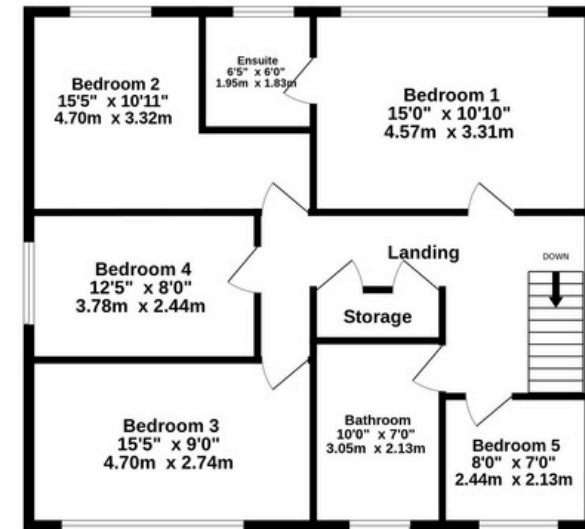 Ensuite
6'5" x 6'0"
1.95m x 1.83m
Bedroom 2
15'5" x 10'11"
4.70m x 3.32m
Bedroom 1
15'0" x 10'10"
4.57m x 3.31m
Landing
DOWN
Bedroom 4
12'5" x 8'0"
3.78m x 2.44m
Storage
Bedroom 3
15'5" x 9'0"
4.70m x 2.74m
Bathroom
10'0" x 7'0"
3.05m x 2.13m
Bedroom 5
8'0" x 7'0"
2.44m x 2.13m